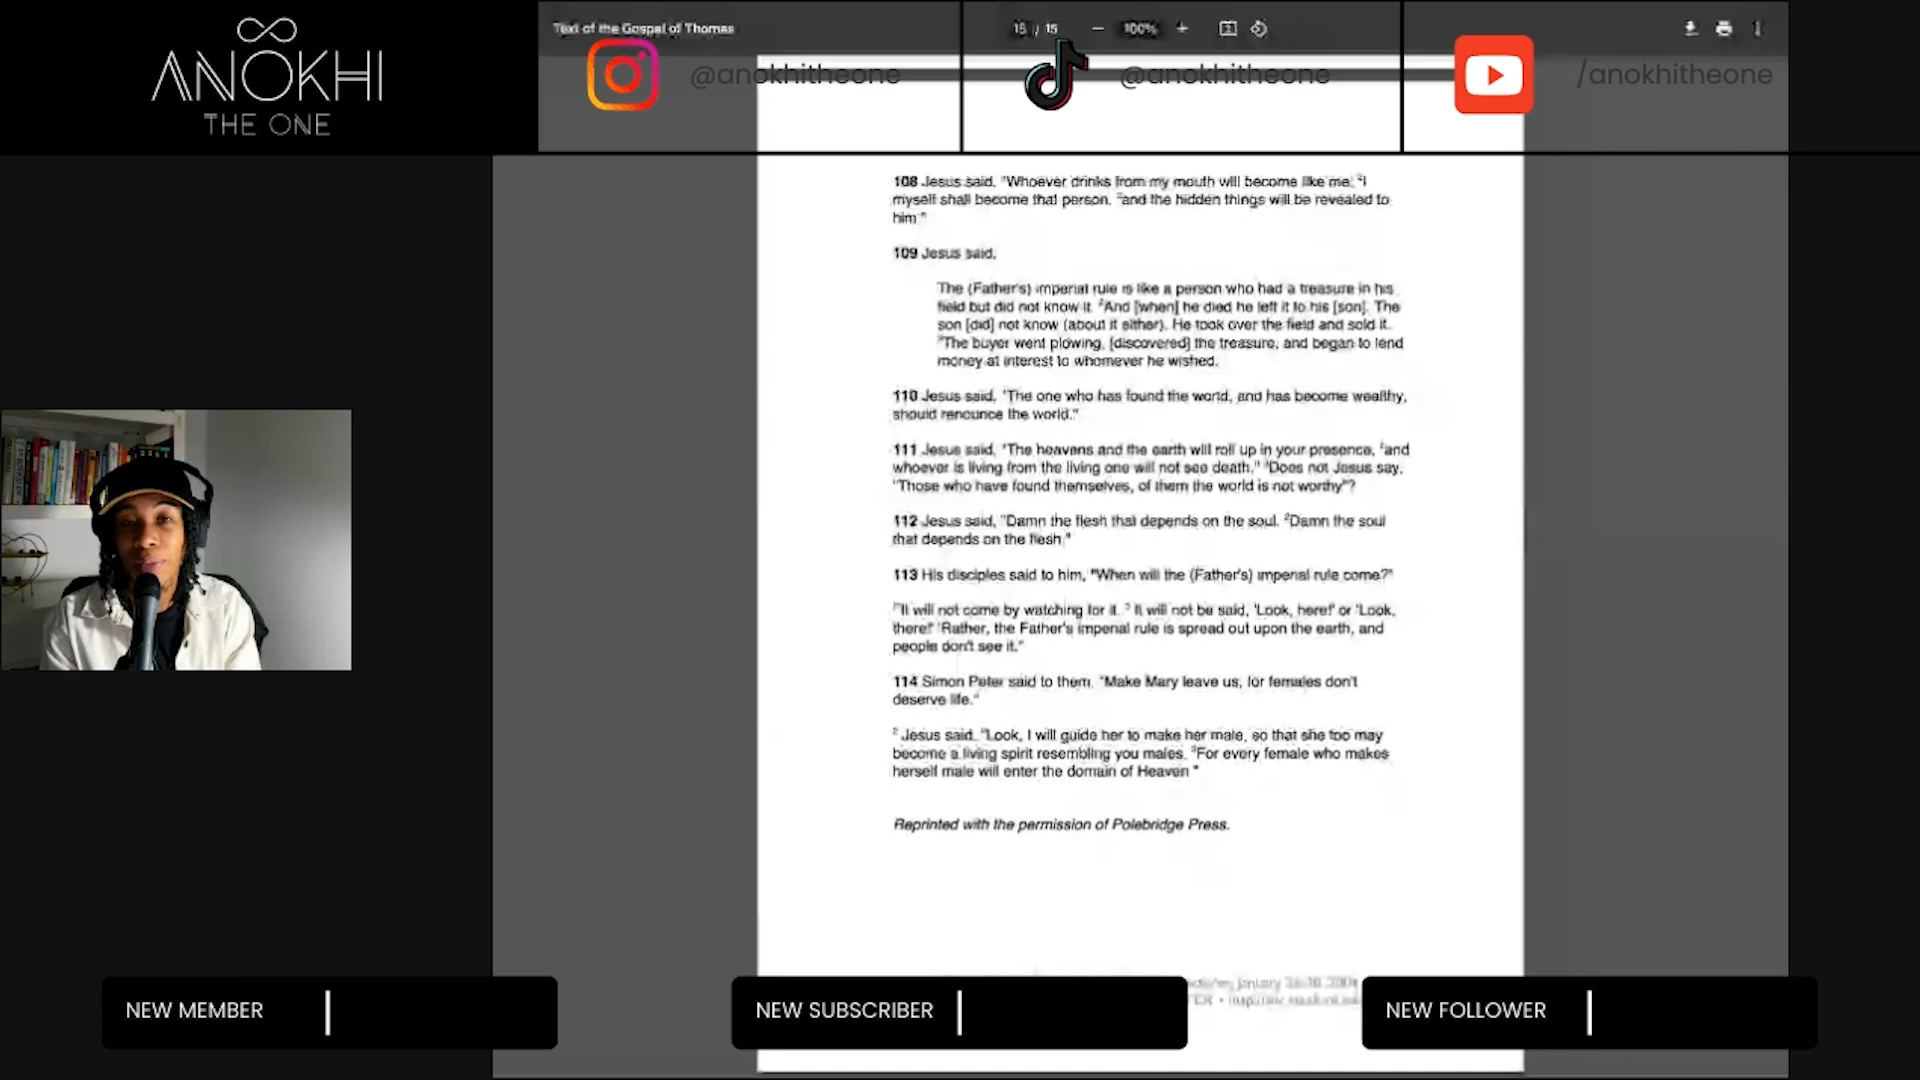 ANOKHI
THE ONE
Text of the Gospel of Thomas
15 / 15
100%
@anokhitheone
@anokhitheone
/anokhitheone
108 Jesus said, "Whoever drinks from my mouth will become like me; ²I
myself shall become that person, ³and the hidden things will be revealed to
him."
109 Jesus said,
The (Father's) imperial rule is like a person who had a treasure in his
field but did not know it. ²And [when] he died he left it to his [son]. The
son [did] not know (about it either). He took over the field and sold it.
³The buyer went plowing, [discovered] the treasure, and began to lend
money at interest to whomever he wished.
110 Jesus said, "The one who has found the world, and has become wealthy,
should renounce the world."
111 Jesus said, "The heavens and the earth will roll up in your presence, ²and
whoever is living from the living one will not see death." ³Does not Jesus say,
"Those who have found themselves, of them the world is not worthy"?
112 Jesus said, "Damn the flesh that depends on the soul. ²Damn the soul
that depends on the flesh."
113 His disciples said to him, "When will the (Father's) imperial rule come?"
²"It will not come by watching for it. ³ It will not be said, 'Look, here!' or 'Look,
there!' ⁴Rather, the Father's imperial rule is spread out upon the earth, and
people don't see it."
114 Simon Peter said to them, "Make Mary leave us, for females don't
deserve life."
² Jesus said, "Look, I will guide her to make her male, so that she too may
become a living spirit resembling you males. ³For every female who makes
herself male will enter the domain of Heaven."
Reprinted with the permission of Polebridge Press.
NEW MEMBER
NEW SUBSCRIBER
NEW FOLLOWER